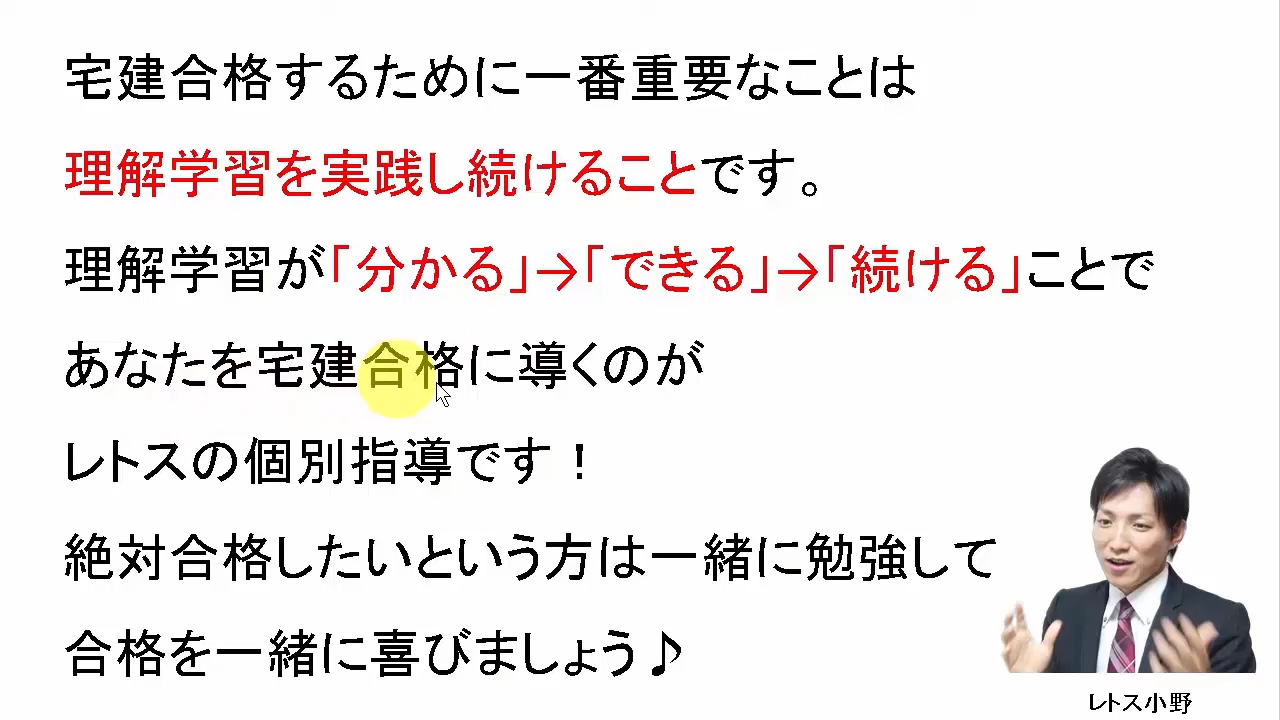 宅建合格するために一番重要なことは
理解学習を実践し続けることです。
理解学習が「分かる」→「できる」→「続ける」ことで
あなたを宅建合格に導くのが
レトスの個別指導です！
絶対合格したいという方は一緒に勉強して
合格を一緒に喜びましょう♪
レトス小野